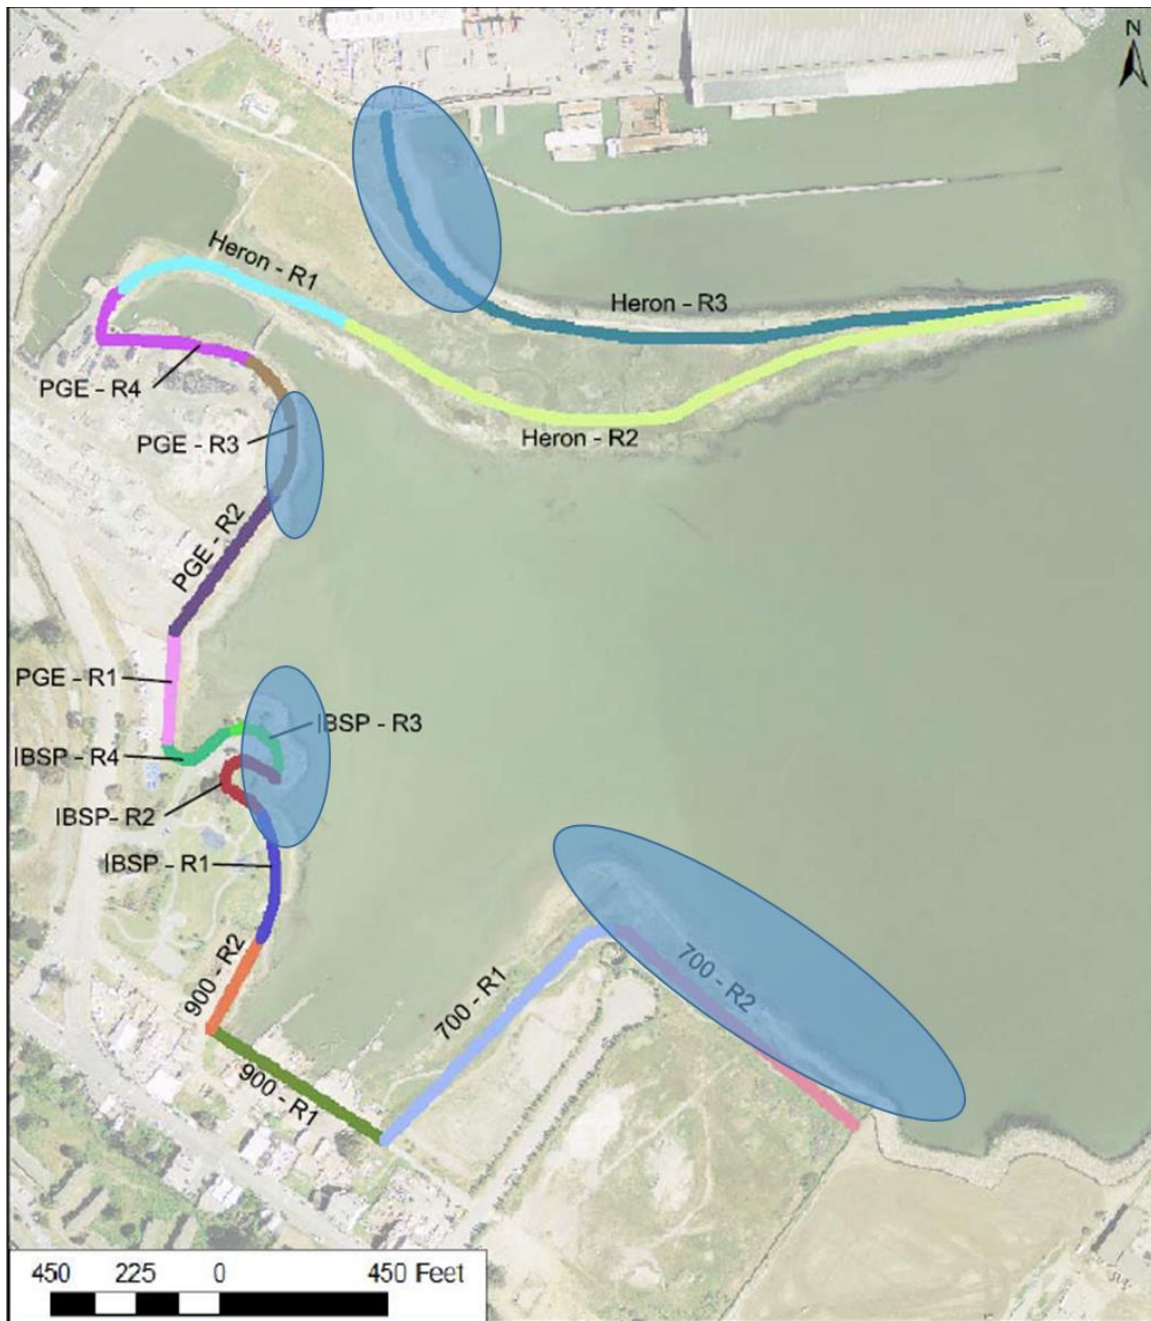 N
Heron - R1
Heron - R3
PGE - R4
Heron - R2
PGE - R3
PGE - R2
PGE - R1
IBSP - R3
IBSP - R4
IBSP- R2
IBSP - R1
900 - R2
700 - R1
700 - R2
900 - R1
450 225 0 450 Feet